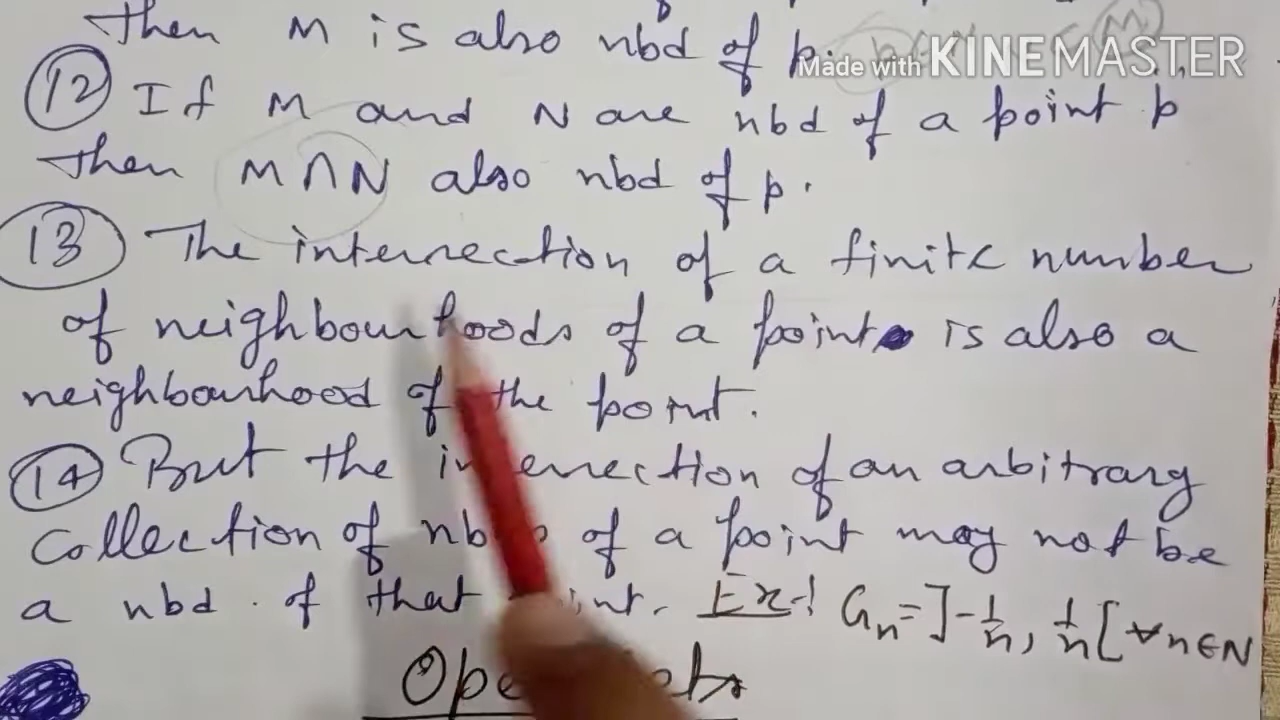 Then M is also nbd of p.
Made with KINEMASTER
(12) If M and N are nbd of a point p
then M∩N also nbd of p.
(13) The intersection of a finite number
of neighbourhoods of a point is also a
neighbourhood of the point.
(14) But the intersection of an arbitrary
collection of of a point may not be
a nbd. of that Ex-! Gn = ]-1/n, 1/n[ ∀n∈N